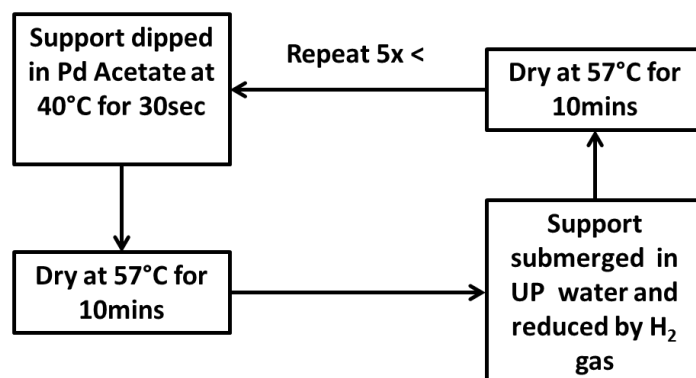 Support dipped
in Pd Acetate at
40°C for 30sec
Repeat 5x <
Dry at 57°C for
10mins
Dry at 57°C for
10mins
Support
submerged in
UP water and
reduced by H₂
gas